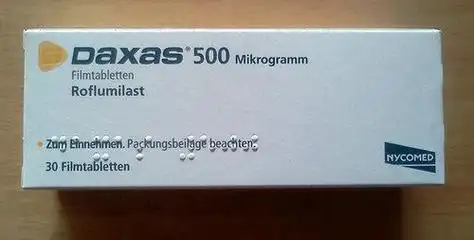 Daxas® 500 Mikrogramm
Filmtabletten
Roflumilast
• Zum Einnehmen. Packungsbeilage beachten.
30 Filmtabletten
NYCOMED